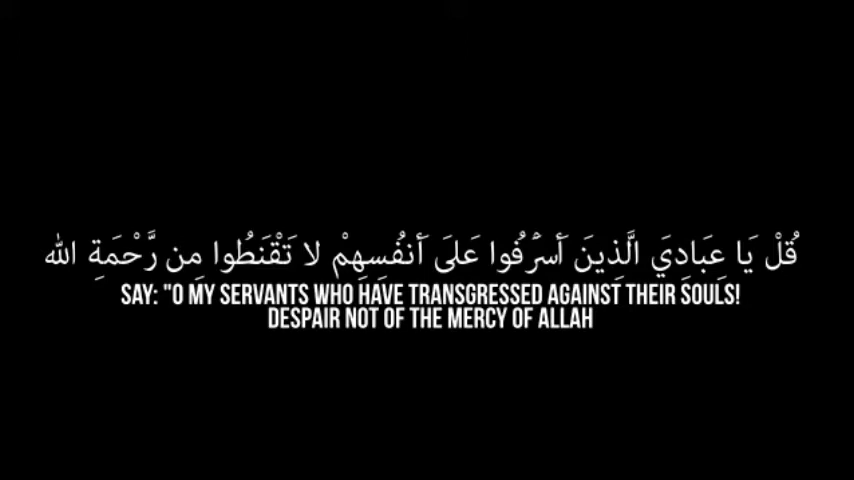 قُلْ يَا عِبَادِيَ الَّذِينَ أَسْرَفُوا عَلَىٰ أَنفُسِهِمْ لَا تَقْنَطُوا مِن رَّحْمَةِ اللَّه
SAY: "O MY SERVANTS WHO HAVE TRANSGRESSED AGAINST THEIR SOULS!
DESPAIR NOT OF THE MERCY OF ALLAH